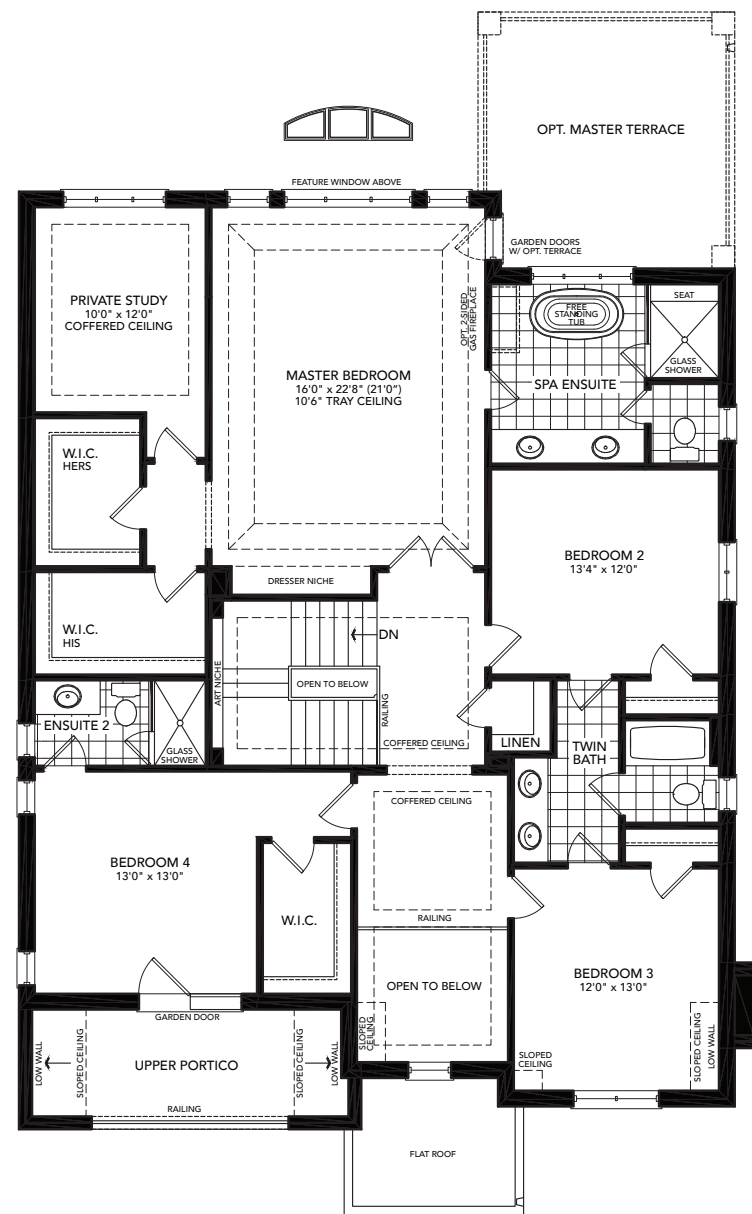 OPT. MASTER TERRACE
FEATURE WINDOW ABOVE
GARDEN DOORS
W/ OPT. TERRACE
PRIVATE STUDY
10'0" x 12'0"
COFFERED CEILING
OPT. 2-SIDED
GAS FIREPLACE
FREE
STANDING
TUB
SEAT
GLASS
SHOWER
MASTER BEDROOM
16'0" x 22'8" (21'0")
10'6" TRAY CEILING
SPA ENSUITE
W.I.C.
HERS
BEDROOM 2
13'4" x 12'0"
DRESSER NICHE
W.I.C.
HIS
DN
ART NICHE
OPEN TO BELOW
RAILING
COFFERED CEILING
ENSUITE 2
GLASS
SHOWER
LINEN
TWIN
BATH
COFFERED CEILING
BEDROOM 4
13'0" x 13'0"
W.I.C.
RAILING
OPEN TO BELOW
BEDROOM 3
12'0" x 13'0"
GARDEN DOOR
LOW WALL
SLOPED CEILING
UPPER PORTICO
SLOPED CEILING
LOW WALL
RAILING
SLOPED
CEILING
SLOPED
CEILING
SLOPED CEILING
LOW WALL
FLAT ROOF